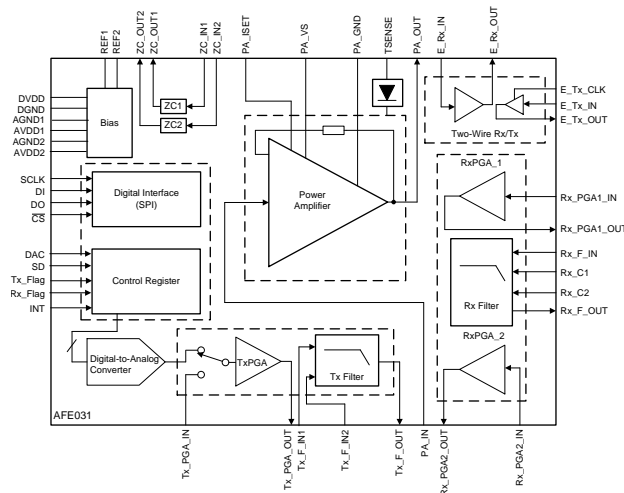 REF1
REF2
ZC_OUT2
ZC_OUT1
ZC_IN1
ZC_IN2
PA_ISET
PA_VS
PA_GND
TSENSE
PA_OUT
E_Rx_IN
E_Rx_OUT
DVDD
DGND
AGND1
AVDD1
AGND2
AVDD2
Bias
ZC1
ZC2
E_Tx_CLK
E_Tx_IN
E_Tx_OUT
Two-Wire Rx/Tx
SCLK
DI
DO
CS
Digital Interface
(SPI)
Power
Amplifier
RxPGA_1
Rx_PGA1_IN
Rx_PGA1_OUT
DAC
SD
Tx_Flag
Rx_Flag
INT
Control Register
Rx_F_IN
Rx_C1
Rx_C2
Rx_F_OUT
Rx Filter
RxPGA_2
Digital-to-Analog
Converter
TxPGA
Tx Filter
AFE031
Tx_PGA_IN
Tx_PGA_OUT
Tx_F_IN1
Tx_F_IN2
Tx_F_OUT
PA_IN
Rx_PGA2_OUT
Rx_PGA2_IN